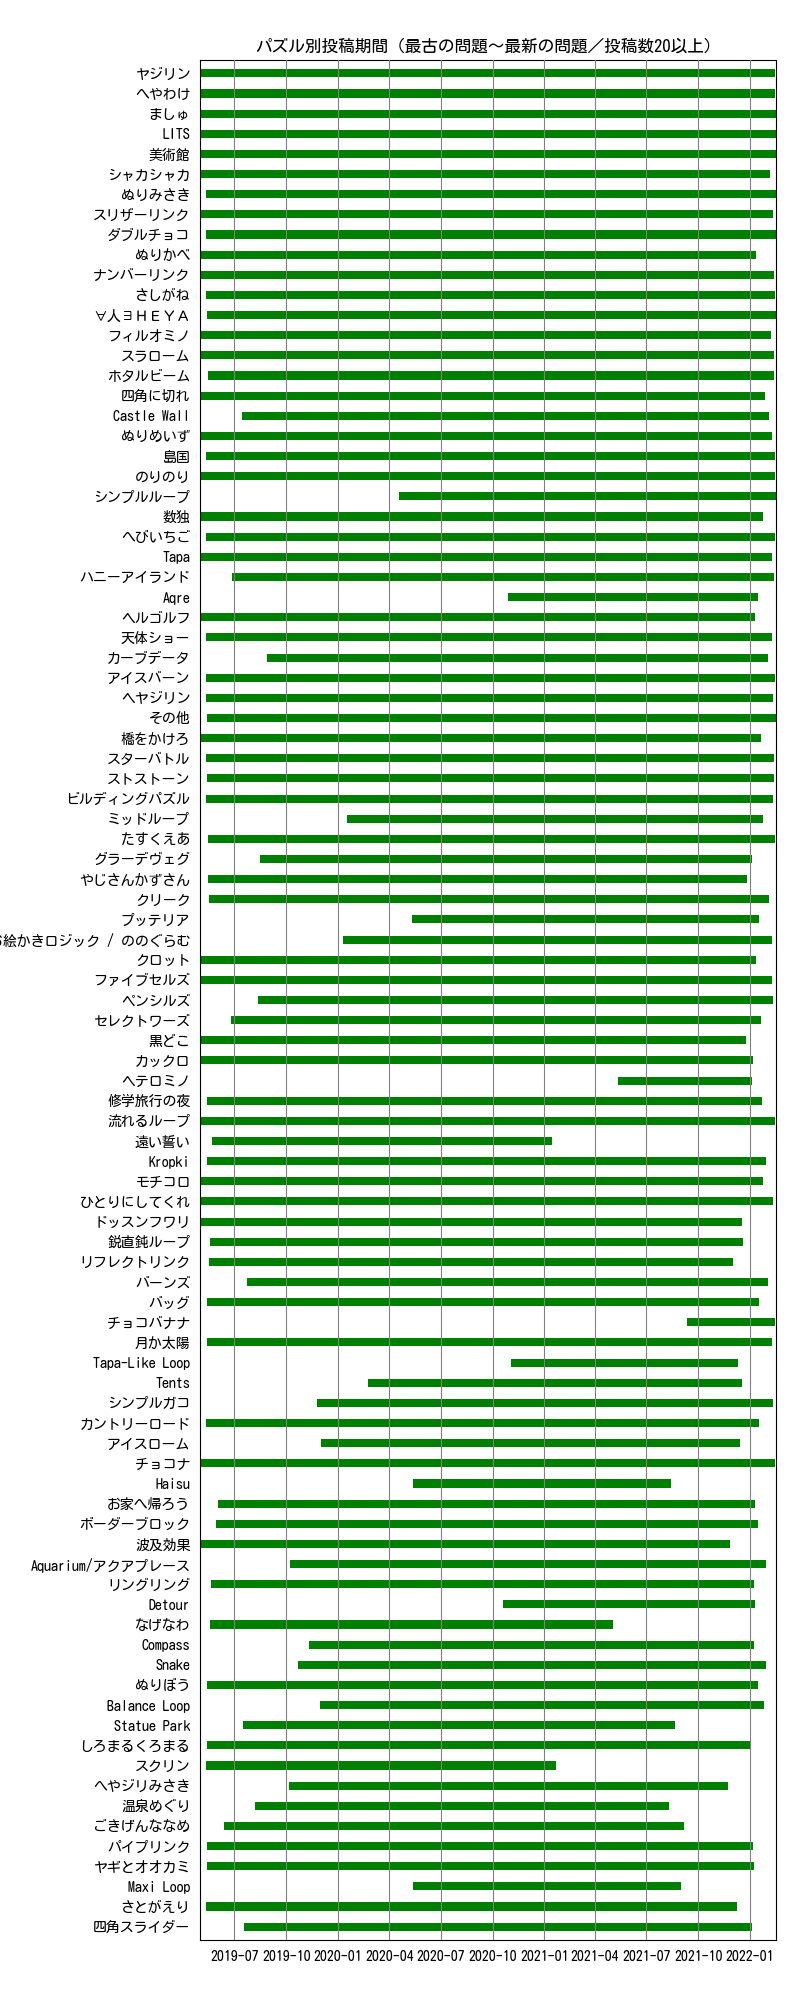 パズル別投稿期間（最古の問題～最新の問題／投稿数20以上）
ヤジリン
へやわけ
ましゅ
LITS
美術館
シャカシャカ
ぬりみさき
スリザーリンク
ダブルチョコ
ぬりかべ
ナンバーリンク
さしがね
∀人∃ＨＥＹＡ
フィルオミノ
スラローム
ホタルビーム
四角に切れ
Castle Wall
ぬりめいず
島国
のりのり
シンプルループ
数独
へびいちご
Tapa
ハニーアイランド
Aqre
ヘルゴルフ
天体ショー
カーブデータ
アイスバーン
ヘヤジリン
その他
橋をかけろ
スターバトル
ストストーン
ビルディングパズル
ミッドループ
たすくえあ
グラーデヴェグ
やじさんかずさん
クリーク
プッテリア
絵かきロジック / ののぐらむ
クロット
ファイブセルズ
ペンシルズ
セレクトワーズ
黒どこ
カックロ
ヘテロミノ
修学旅行の夜
流れるループ
遠い誓い
Kropki
モチコロ
ひとりにしてくれ
ドッスンフワリ
鋭直鈍ループ
リフレクトリンク
バーンズ
バッグ
チョコバナナ
月か太陽
Tapa-Like Loop
Tents
シンプルガコ
カントリーロード
アイスローム
チョコナ
Haisu
お家へ帰ろう
ボーダーブロック
波及効果
Aquarium/アクアプレース
リングリング
Detour
なげなわ
Compass
Snake
ぬりぼう
Balance Loop
Statue Park
しろまるくろまる
スクリン
へやジリみさき
温泉めぐり
ごきげんななめ
パイプリンク
ヤギとオオカミ
Maxi Loop
さとがえり
四角スライダー
2019-07 2019-10 2020-01 2020-04 2020-07 2020-10 2021-01 2021-04 2021-07 2021-10 2022-01